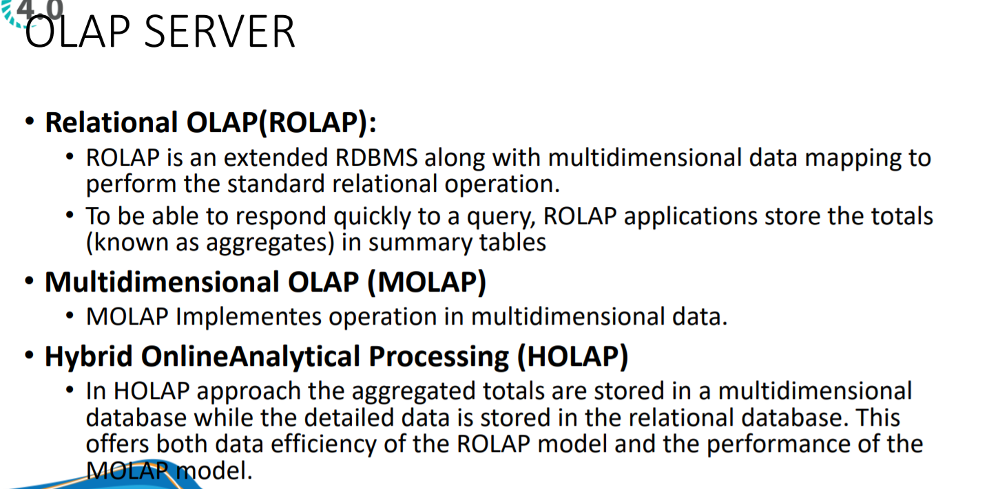 4.0
OLAP SERVER
• Relational OLAP(ROLAP):
• ROLAP is an extended RDBMS along with multidimensional data mapping to
perform the standard relational operation.
• To be able to respond quickly to a query, ROLAP applications store the totals
(known as aggregates) in summary tables
• Multidimensional OLAP (MOLAP)
• MOLAP Implementes operation in multidimensional data.
• Hybrid OnlineAnalytical Processing (HOLAP)
• In HOLAP approach the aggregated totals are stored in a multidimensional
database while the detailed data is stored in the relational database. This
offers both data efficiency of the ROLAP model and the performance of the
MOLAP model.